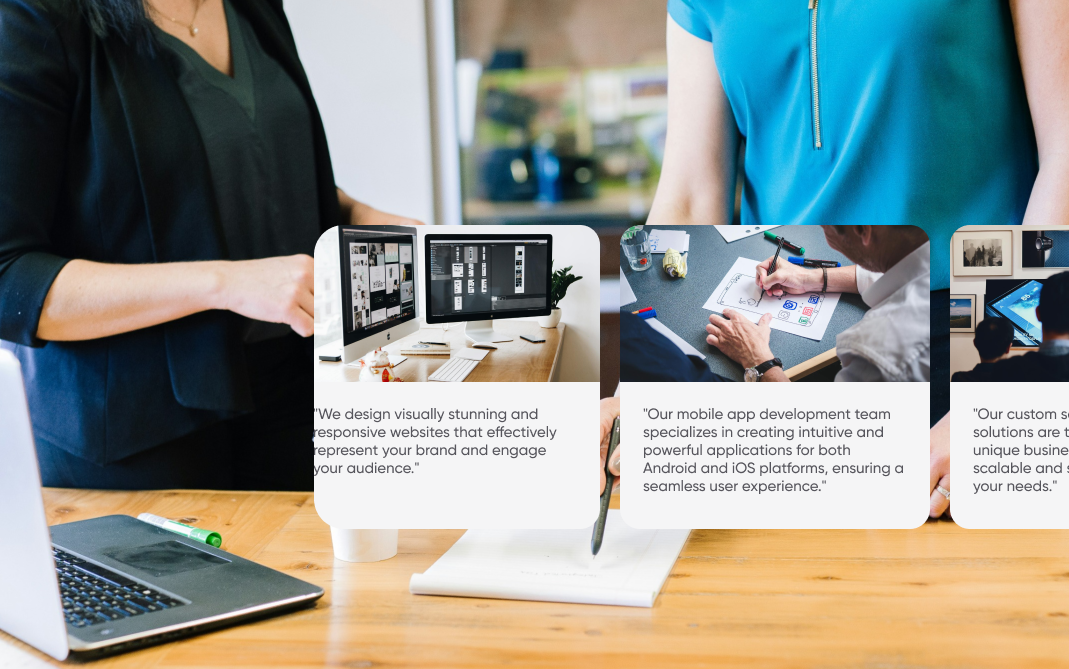 "We design visually stunning and
responsive websites that effectively
represent your brand and engage
your audience."
"Our mobile app development team
specializes in creating intuitive and
powerful applications for both
Android and iOS platforms, ensuring a
seamless user experience."
"Our custom
solutions are
unique
scalable and
your needs."